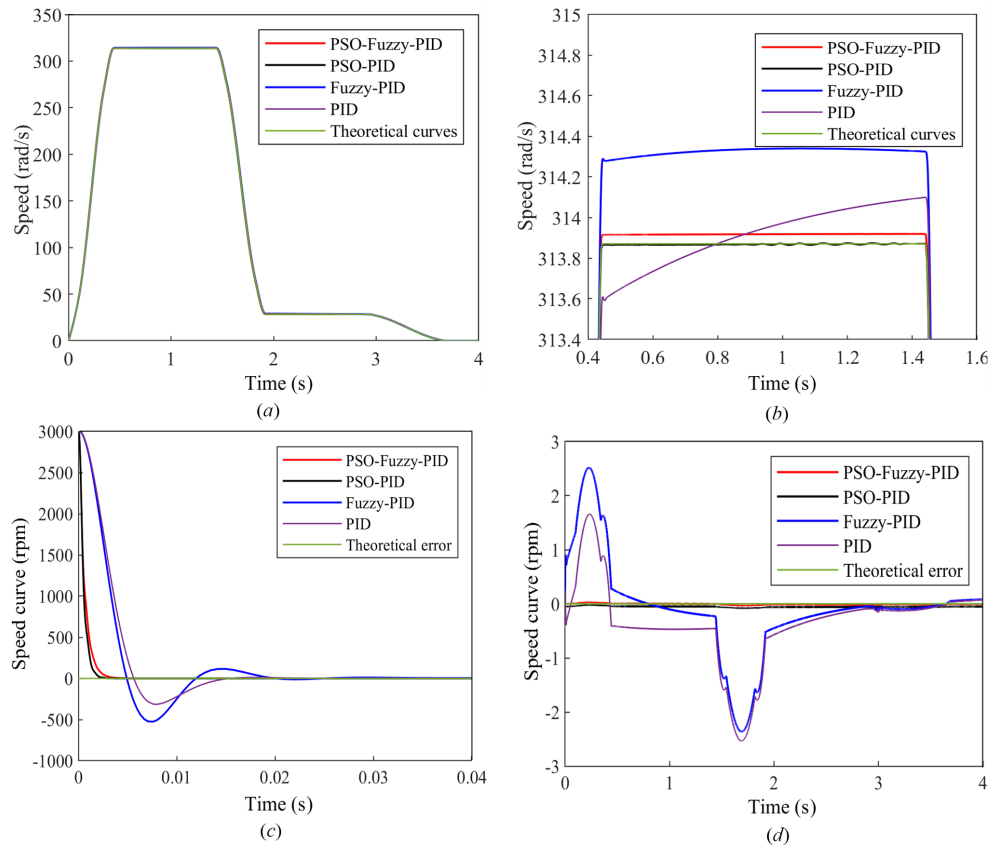 350
300
250
200
150
100
50
0
Speed (rad/s)
PSO-Fuzzy-PID
PSO-PID
Fuzzy-PID
PID
Theoretical curves
0 1 2 3 4
Time (s)
(a)
315
314.8
314.6
314.4
314.2
314
313.8
313.6
313.4
Speed (rad/s)
PSO-Fuzzy-PID
PSO-PID
Fuzzy-PID
PID
Theoretical curves
0.4 0.6 0.8 1 1.2 1.4 1.6
Time (s)
(b)
3000
2500
2000
1500
1000
500
0
-500
-1000
Speed curve (rpm)
PSO-Fuzzy-PID
PSO-PID
Fuzzy-PID
PID
Theoretical error
0 0.01 0.02 0.03 0.04
Time (s)
(c)
3
2
1
0
-1
-2
-3
Speed curve (rpm)
PSO-Fuzzy-PID
PSO-PID
Fuzzy-PID
PID
Theoretical error
0 1 2 3 4
Time (s)
(d)